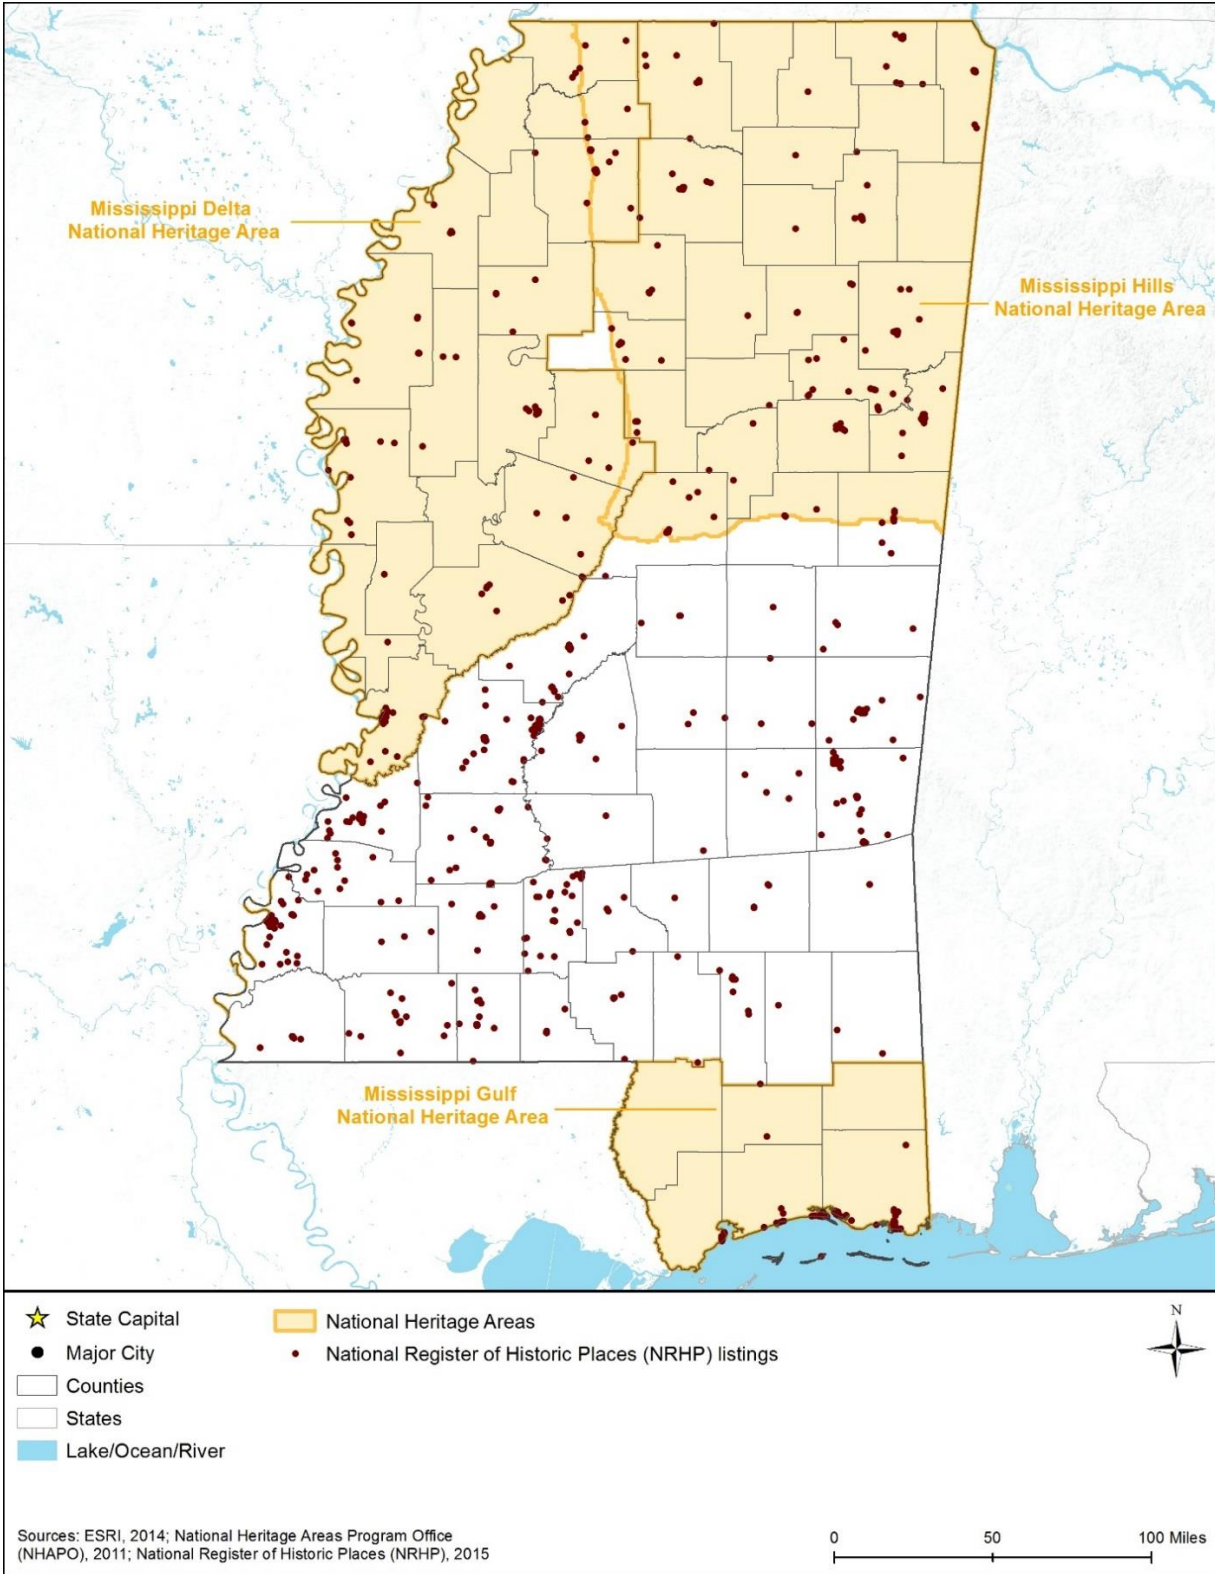 Mississippi Delta
National Heritage Area
Mississippi Hills
National Heritage Area
Mississippi Gulf
National Heritage Area
State Capital
Major City
Counties
States
Lake/Ocean/River
National Heritage Areas
National Register of Historic Places (NRHP) listings
N
Sources: ESRI, 2014; National Heritage Areas Program Office
(NHAPO), 2011; National Register of Historic Places (NRHP), 2015
0 50 100 Miles